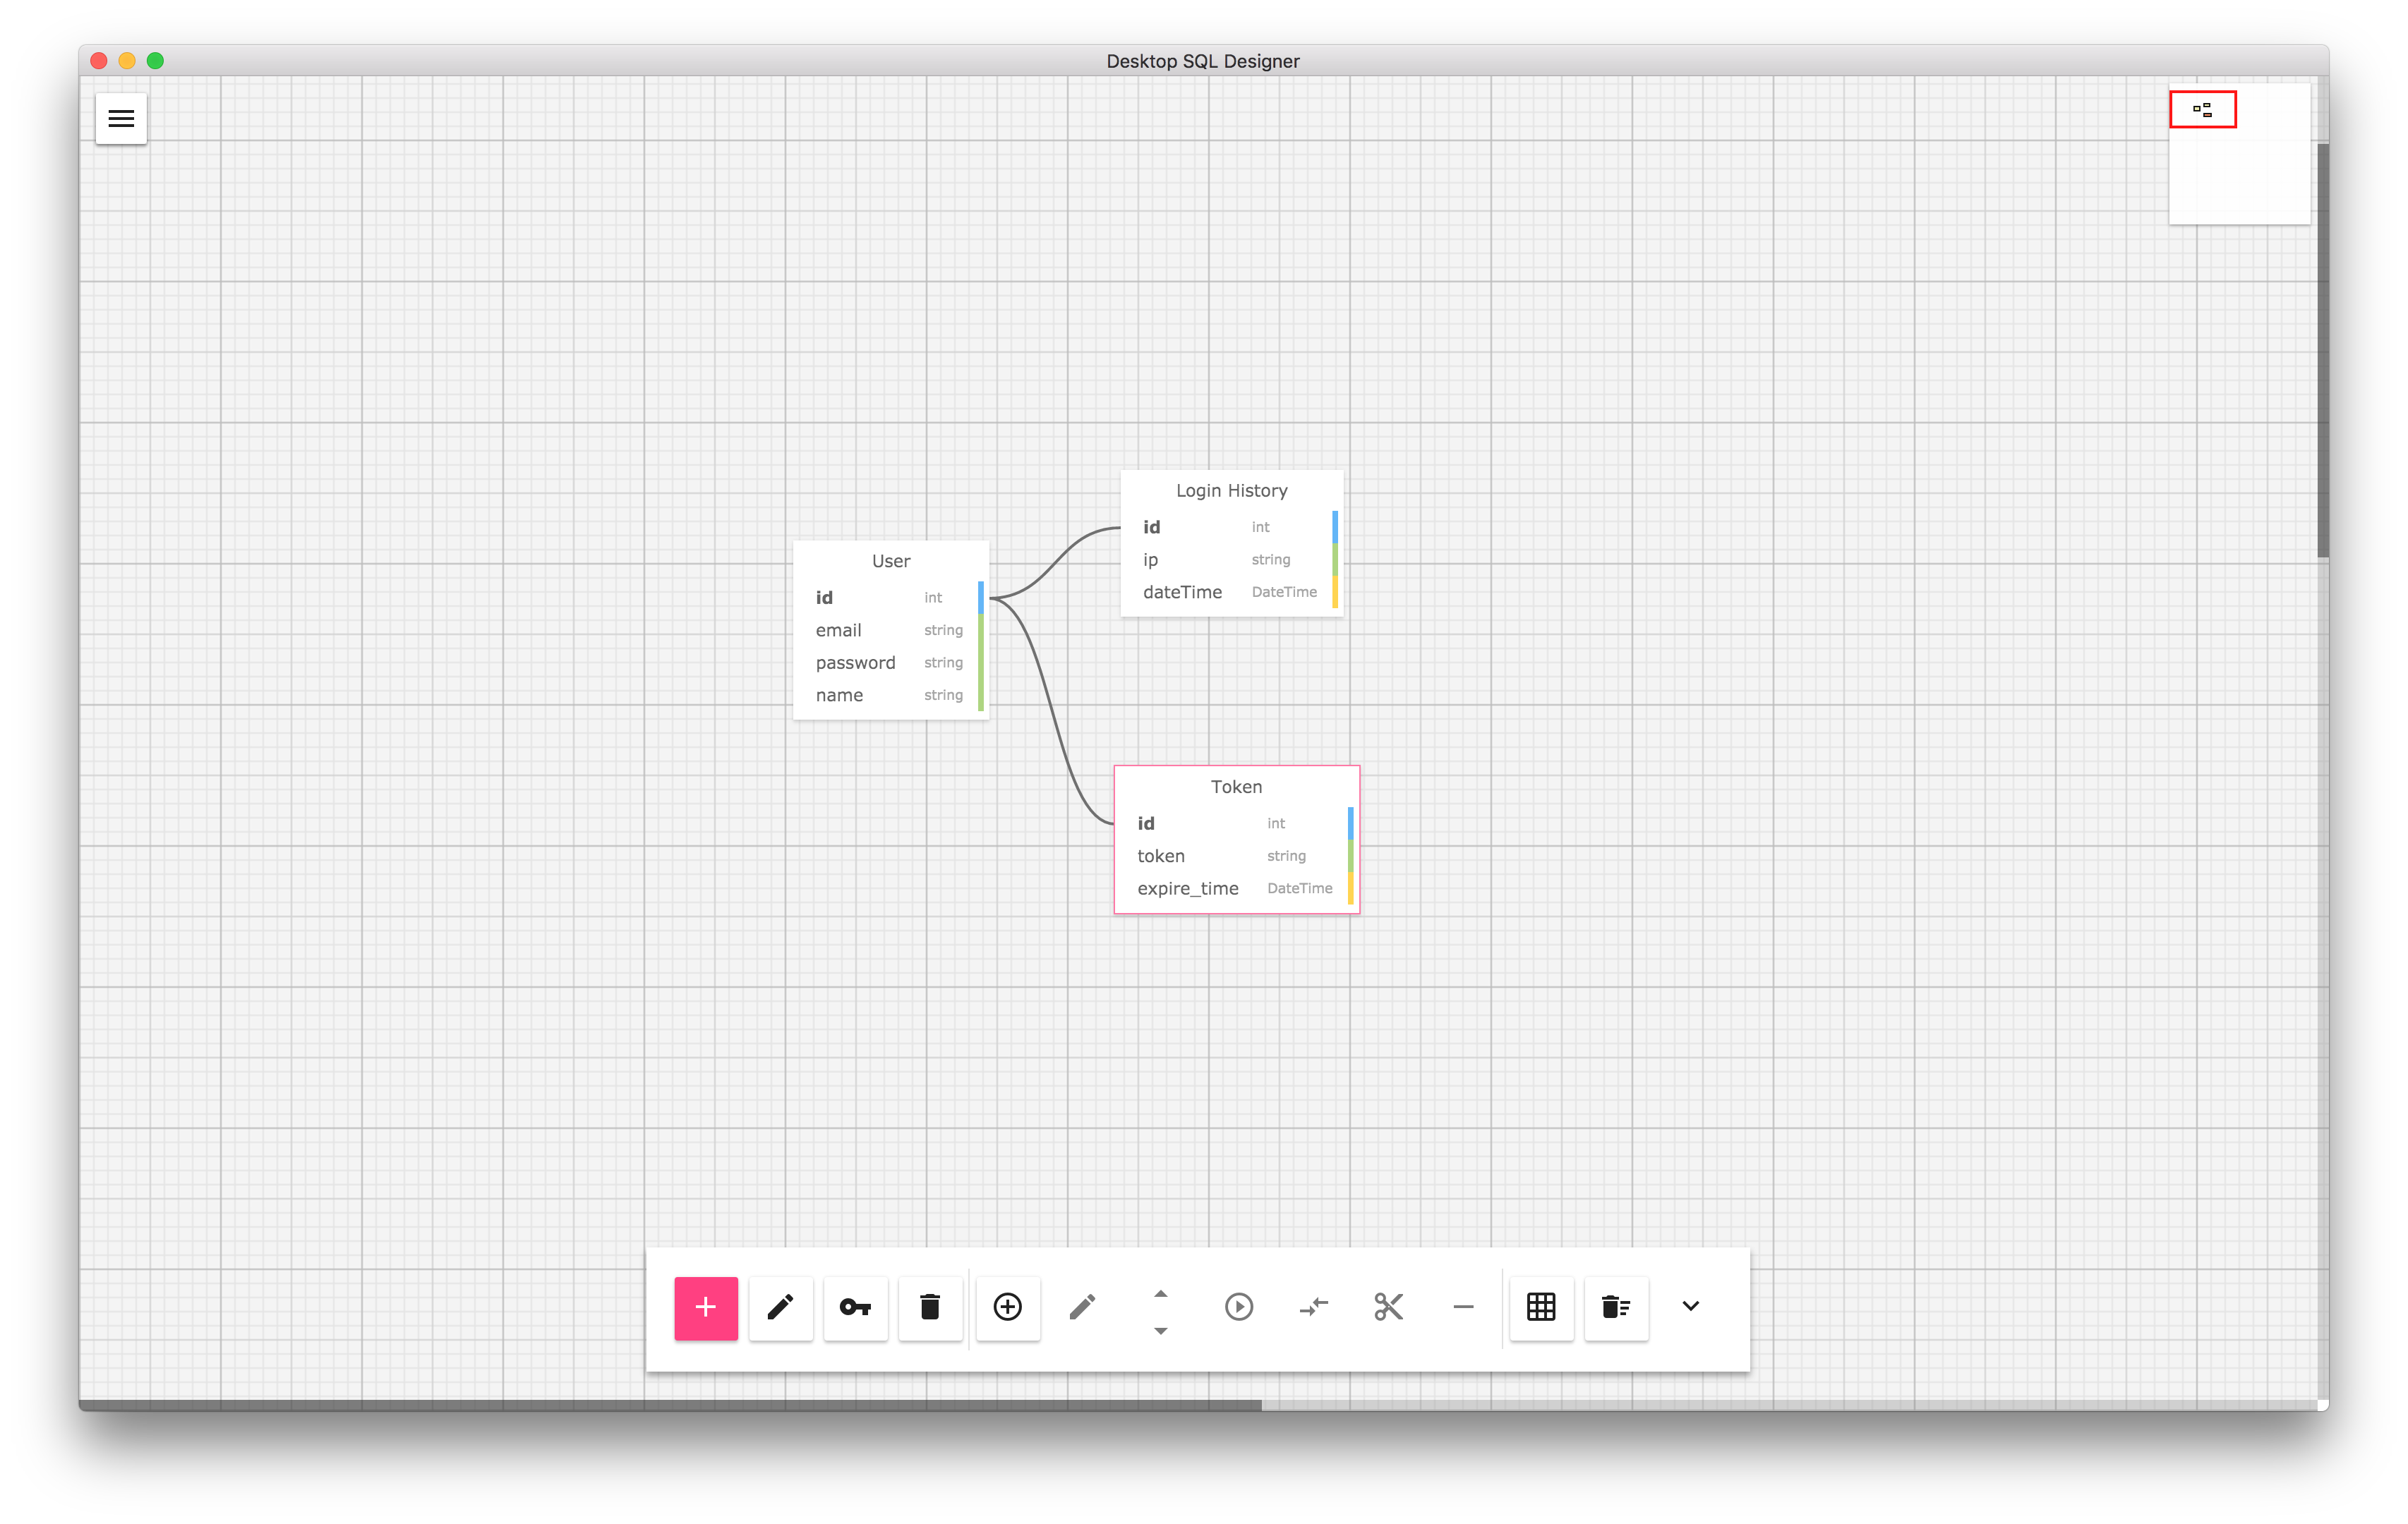 Desktop SQL Designer
Login History
id int
ip string
dateTime DateTime
User
id int
email string
password string
name string
Token
id int
token string
expire_time DateTime